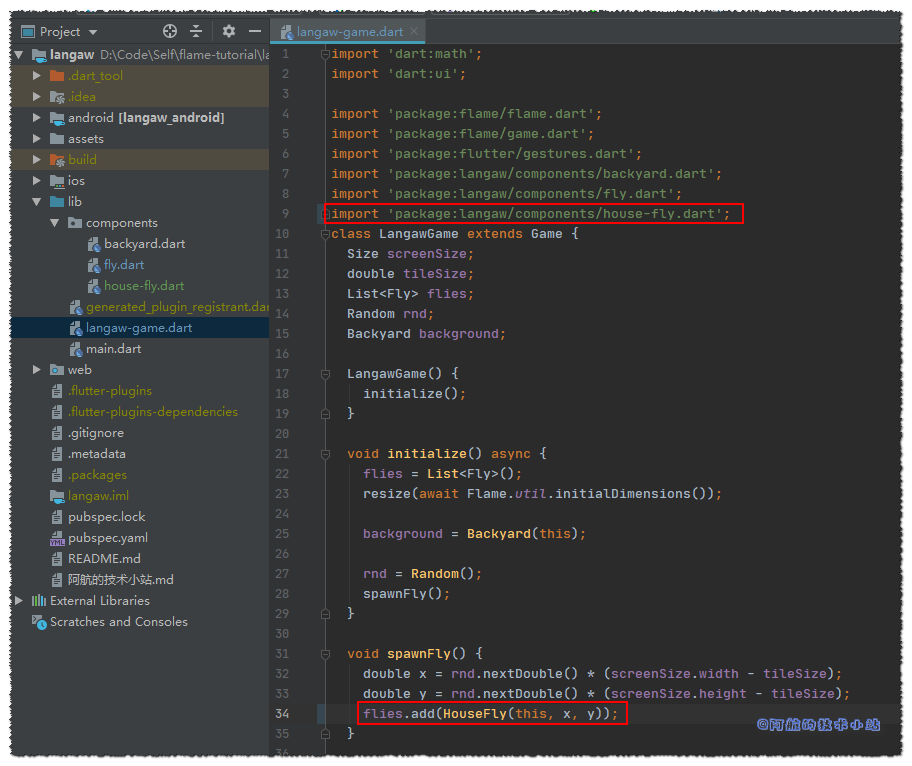 Project
langaw D:\Code\Self\flame-tutorial\la
.dart_tool
.idea
android [langaw_android]
assets
build
ios
lib
components
backyard.dart
fly.dart
house-fly.dart
generated_plugin_registrant.dar
langaw-game.dart
main.dart
web
.flutter-plugins
.flutter-plugins-dependencies
.gitignore
.metadata
.packages
langaw.iml
pubspec.lock
pubspec.yaml
README.md
阿航的技术小站.md
External Libraries
Scratches and Consoles
langaw-game.dart
1 import 'dart:math';
2 import 'dart:ui';
3
4 import 'package:flame/flame.dart';
5 import 'package:flame/game.dart';
6 import 'package:flutter/gestures.dart';
7 import 'package:langaw/components/backyard.dart';
8 import 'package:langaw/components/fly.dart';
9 import 'package:langaw/components/house-fly.dart';
10 class LangawGame extends Game {
11 Size screenSize;
12 double tileSize;
13 List<Fly> flies;
14 Random rnd;
15 Backyard background;
16
17 LangawGame() {
18 initialize();
19 }
20
21 void initialize() async {
22 flies = List<Fly>();
23 resize(await Flame.util.initialDimensions());
24
25 background = Backyard(this);
26
27 rnd = Random();
28 spawnFly();
29 }
30
31 void spawnFly() {
32 double x = rnd.nextDouble() * (screenSize.width - tileSize);
33 double y = rnd.nextDouble() * (screenSize.height - tileSize);
34 flies.add(HouseFly(this, x, y));
35 }
36
@阿航的技术小站